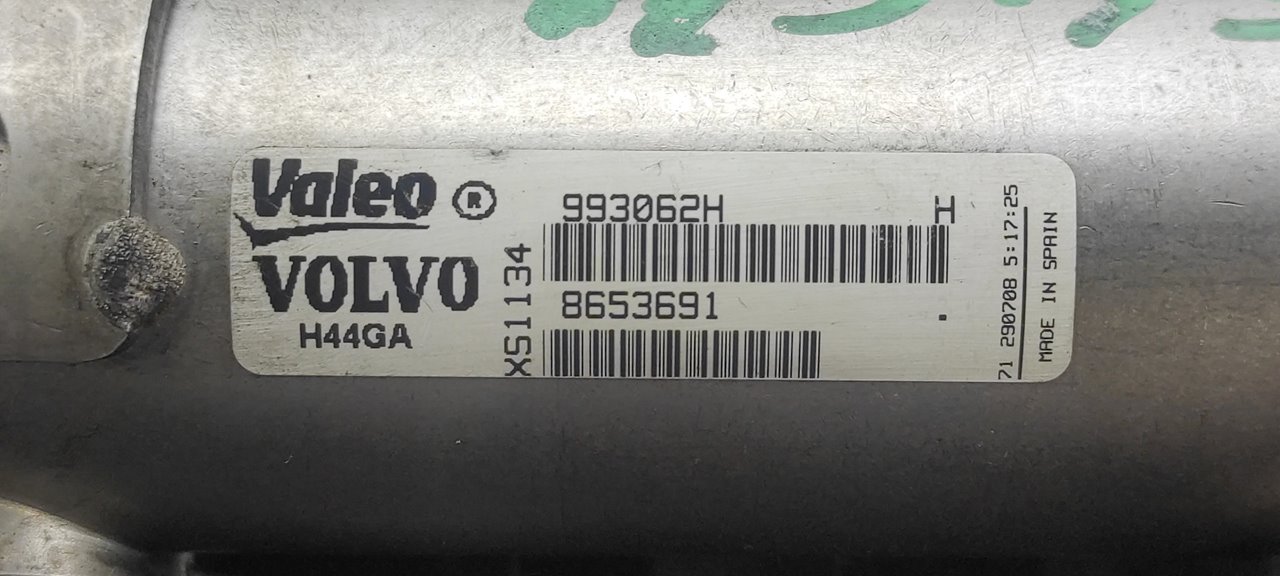 Valeo ®
VOLVO
H44GA
XS1134
993062H H
8653691 .
71 290708 5:17:25
MADE IN SPAIN